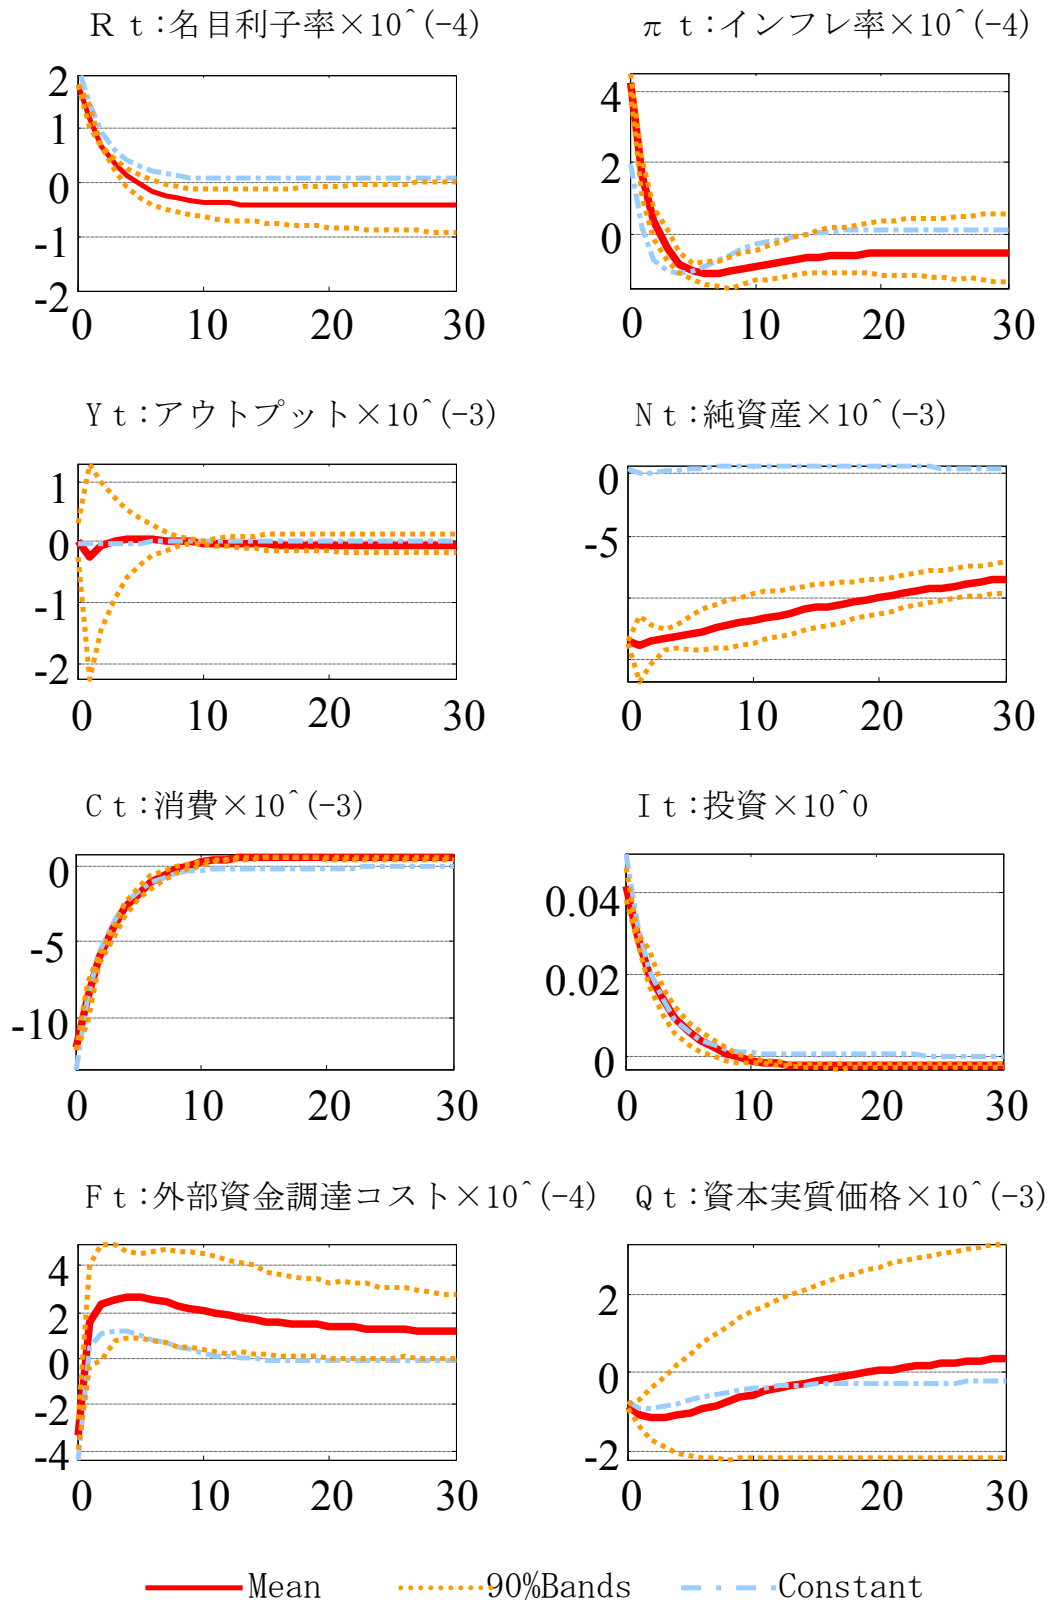 R t:名目利子率×10^(-4)
2
1
0
-1
-2
0 10 20 30
π t:インフレ率×10^(-4)
4
2
0
0 10 20 30
Y t:アウトプット×10^(-3)
1
0
-1
-2
0 10 20 30
N t:純資産×10^(-3)
0
-5
0 10 20 30
C t:消費×10^(-3)
0
-5
-10
0 10 20 30
I t:投資×10^0
0.04
0.02
0
0 10 20 30
F t:外部資金調達コスト×10^(-4)
4
2
0
-2
-4
0 10 20 30
Q t:資本実質価格×10^(-3)
2
0
-2
0 10 20 30
Mean 90%Bands Constant